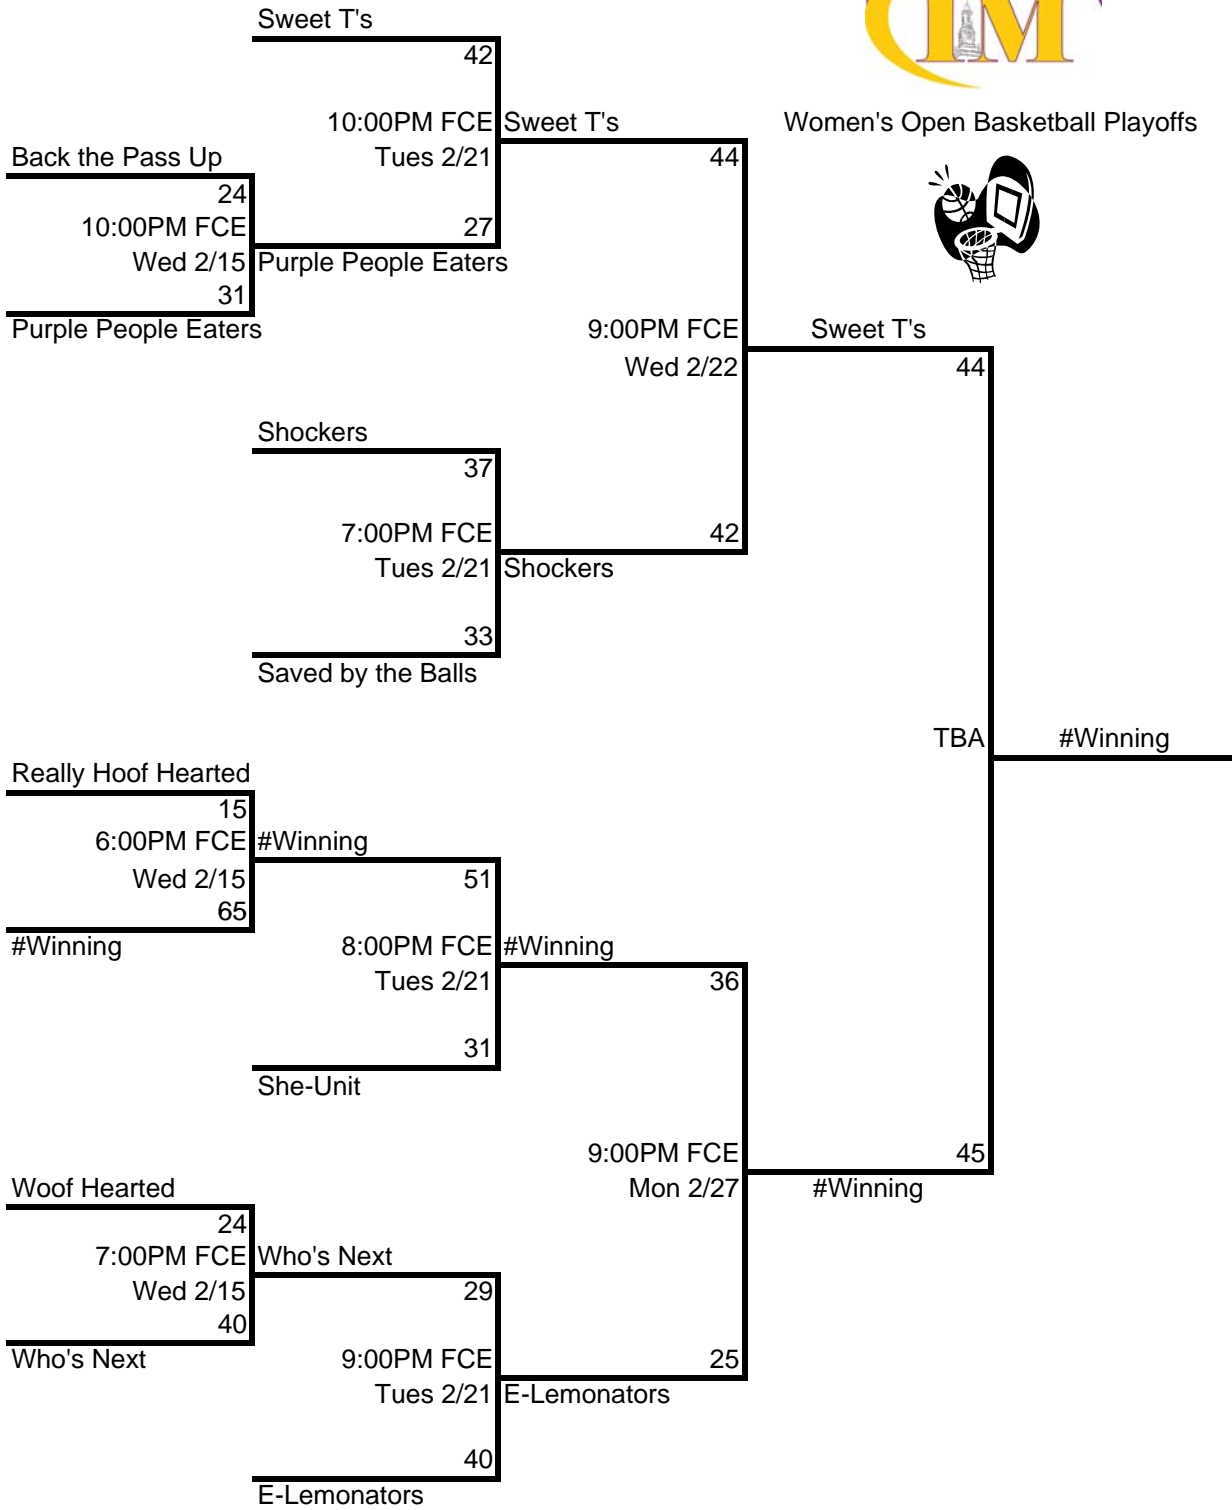 Sweet T's
42
IM
10:00PM FCE Sweet T's Women's Open Basketball Playoffs
Back the Pass Up Tues 2/21 44
24
10:00PM FCE 27
Wed 2/15 Purple People Eaters
31
Purple People Eaters 9:00PM FCE Sweet T's
Wed 2/22 44
Shockers
37
7:00PM FCE 42
Tues 2/21 Shockers
33
Saved by the Balls
TBA #Winning
Really Hoof Hearted
15
6:00PM FCE #Winning
Wed 2/15 51
65
#Winning 8:00PM FCE #Winning
Tues 2/21 36
31
She-Unit
9:00PM FCE 45
Woof Hearted Mon 2/27 #Winning
24
7:00PM FCE Who's Next
Wed 2/15 29
40
Who's Next 9:00PM FCE 25
Tues 2/21 E-Lemonators
40
E-Lemonators